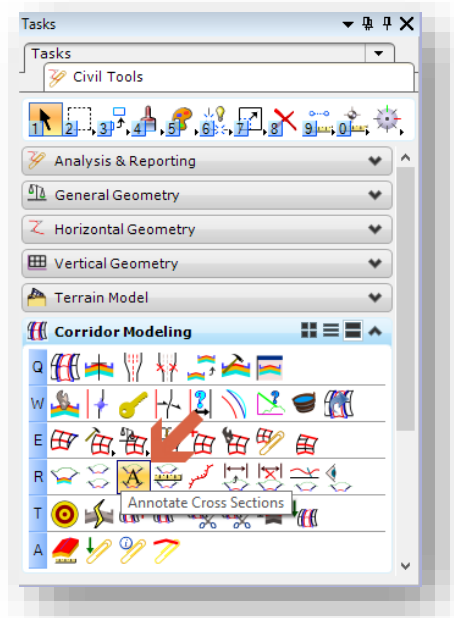 Tasks
Tasks
Civil Tools
1 2 3 4 5 6 7 8 9 0
Analysis & Reporting
General Geometry
Horizontal Geometry
Vertical Geometry
Terrain Model
Corridor Modeling
Q
W
E
R A
Annotate Cross Sections
T
A